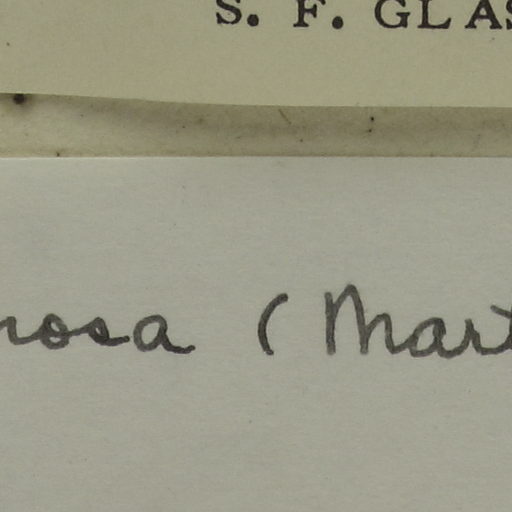 S. F. GLAS
nosa (Mart